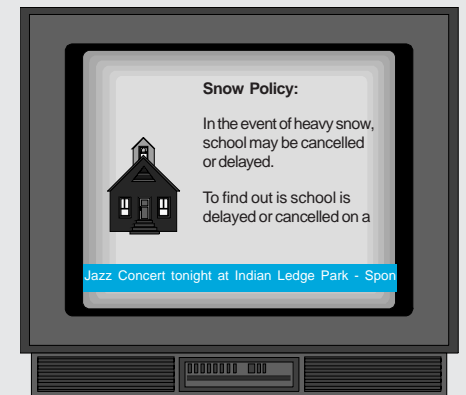 Snow Policy:
In the event of heavy snow,
school may be cancelled
or delayed.
To find out is school is
delayed or cancelled on a
Jazz Concert tonight at Indian Ledge Park - Spon